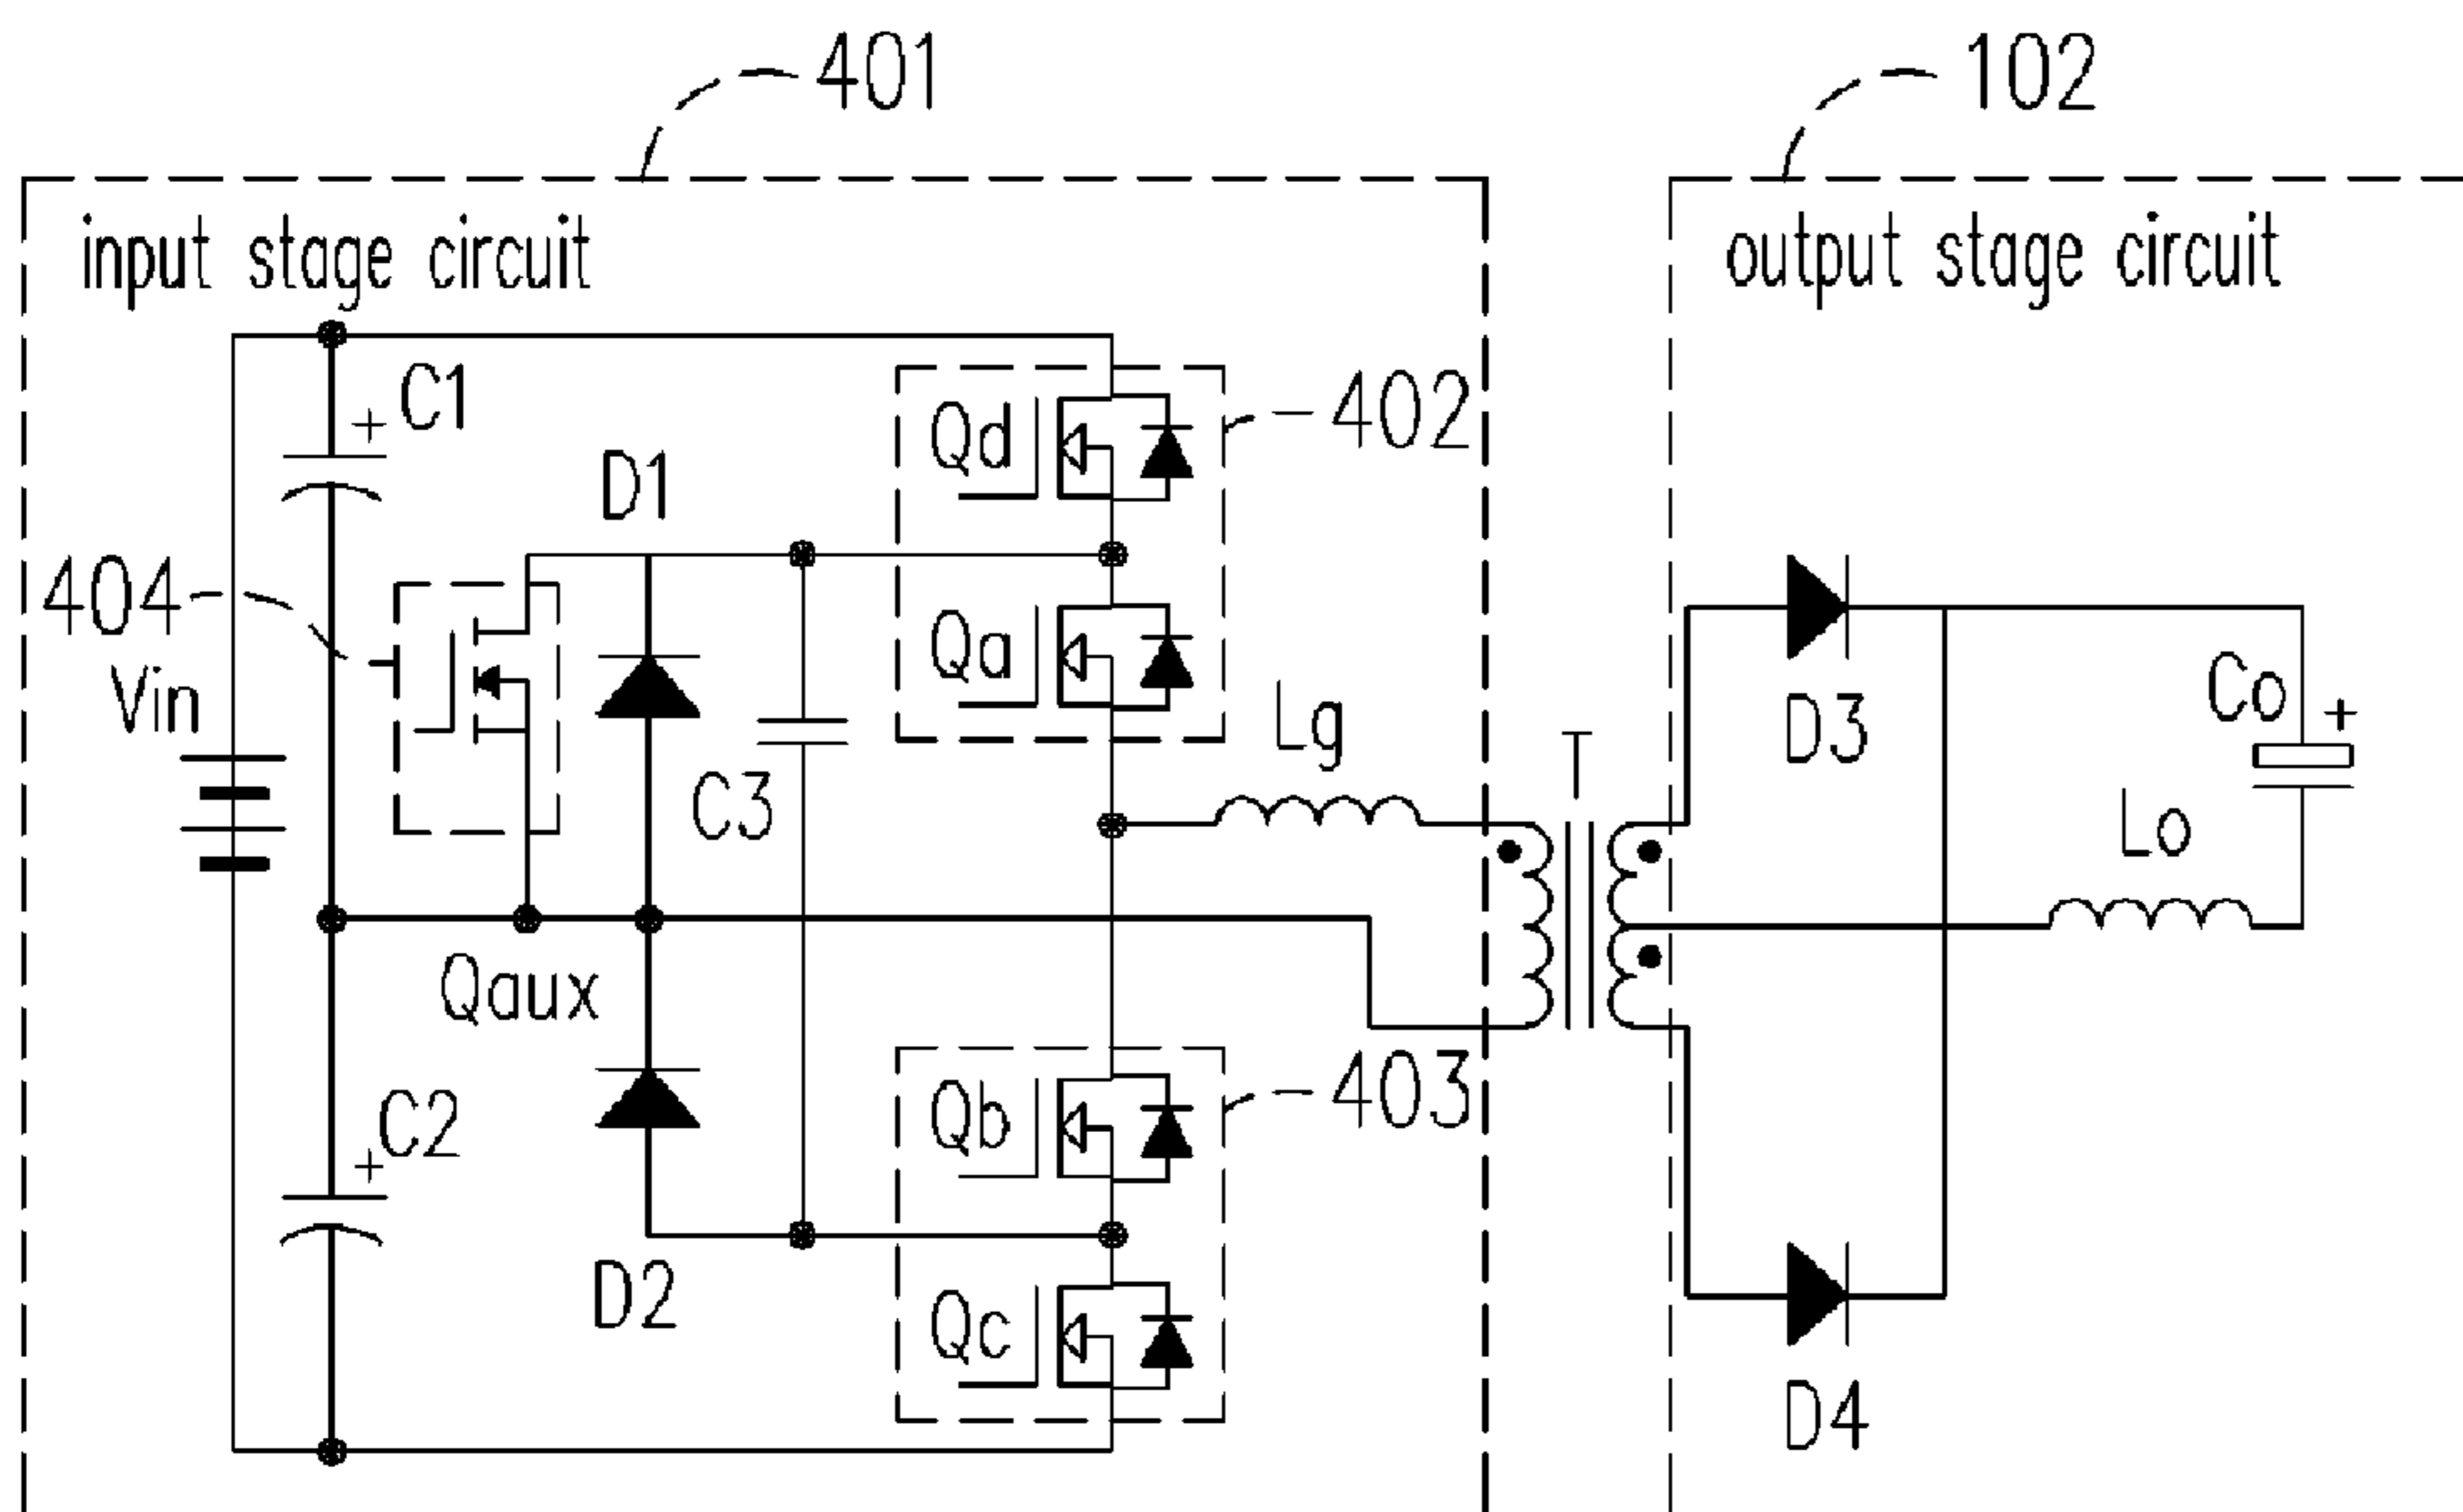 401
102
input stage circuit
output stage circuit
+ C1
Qd
402
D1
404
Vin
Qa
Lg
T
D3
Co +
C3
Lo
Qaux
C2
+
Qb
403
D2
Qc
D4